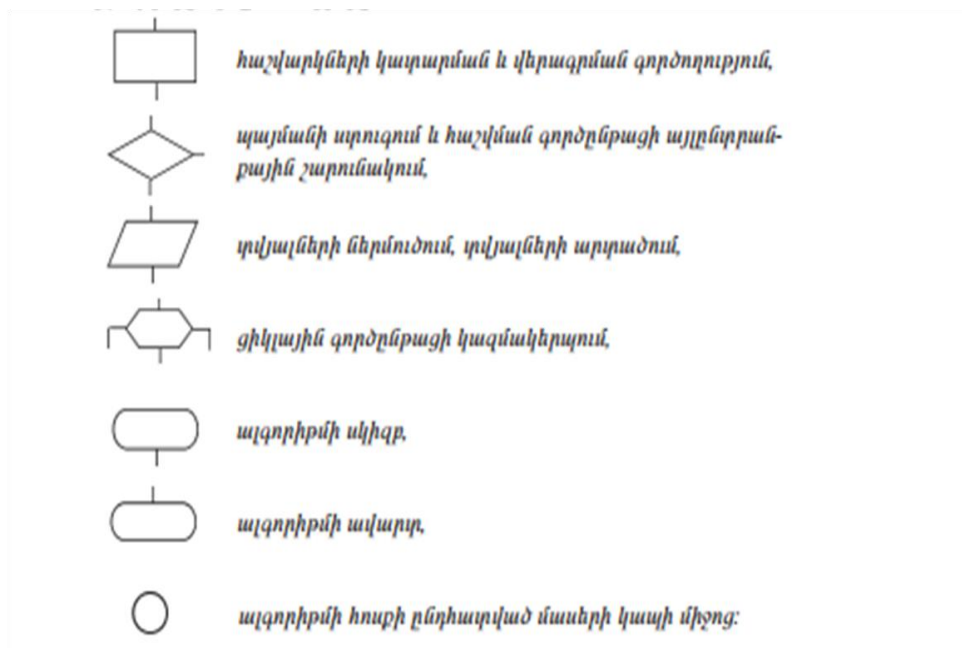 հաշվարկների կատարման և վերագրման գործողություն,
պայմանի ստուգում և հաշվման գործընթացի այլընտրան-
քային շարունակում,
տվյալների ներմուծում, տվյալների արտածում,
ցիկլային գործընթացի կազմակերպում,
ալգորիթմի սկիզբ,
ալգորիթմի ավարտ,
ալգորիթմի հոսքի ընդհատված մասերի կապի միջոց։